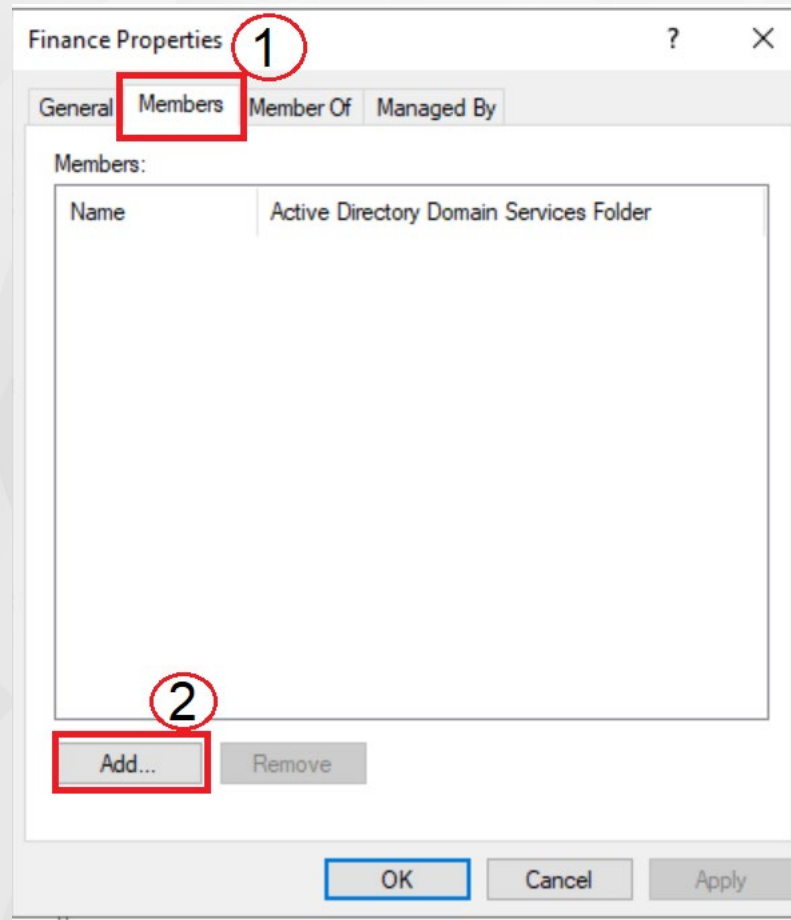 Finance Properties 1 ?
General Members Member Of Managed By
Members:
Name Active Directory Domain Services Folder
2
Add... Remove
OK Cancel Apply